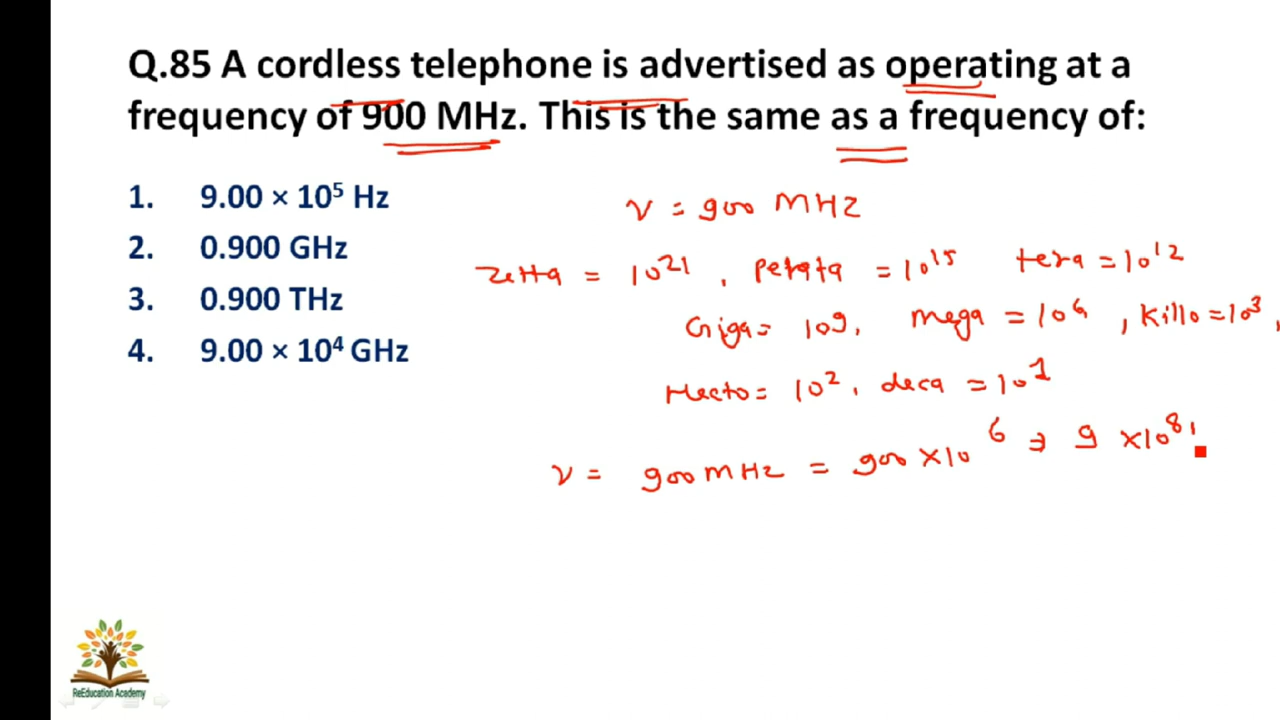 Q.85 A cordless telephone is advertised as operating at a
frequency of 900 MHz. This is the same as a frequency of:
1. 9.00 × 10⁵ Hz
2. 0.900 GHz
3. 0.900 THz
4. 9.00 × 10⁴ GHz
ν = 900 MHZ
Zetta = 10²¹, Petata = 10¹⁵ tera = 10¹²
Giga = 10⁹, mega = 10⁶, killo = 10³,
Hecto = 10², deca = 10¹
ν = 900 MHz = 900 × 10⁶ ⇒ 9 × 10⁸
ReEducation Academy